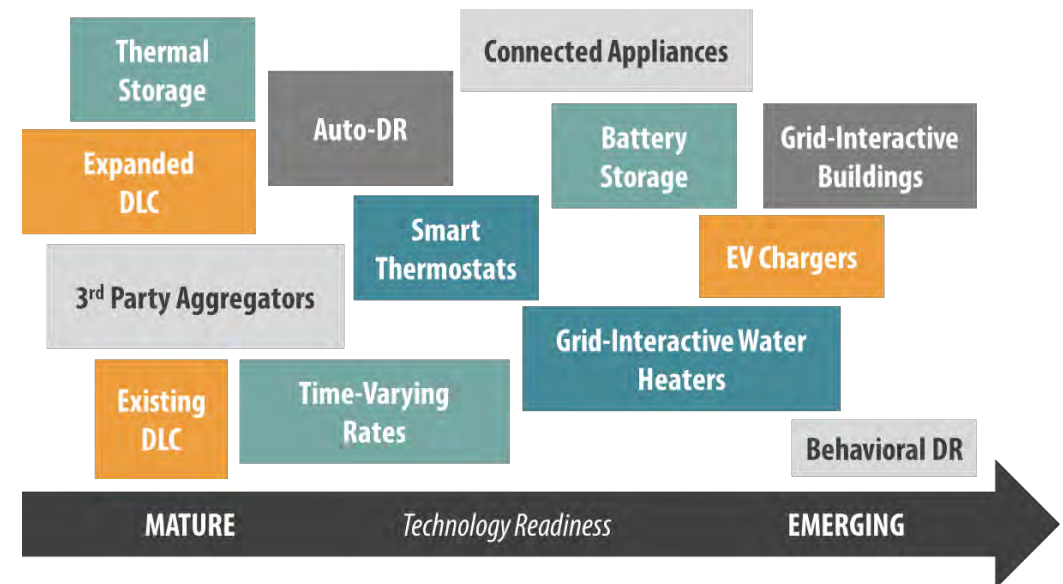 Thermal
Storage
Connected Appliances
Auto-DR
Battery
Storage
Grid-Interactive
Buildings
Expanded
DLC
Smart
Thermostats
EV Chargers
3rd Party Aggregators
Grid-Interactive Water
Heaters
Existing
DLC
Time-Varying
Rates
Behavioral DR
MATURE
Technology Readiness
EMERGING